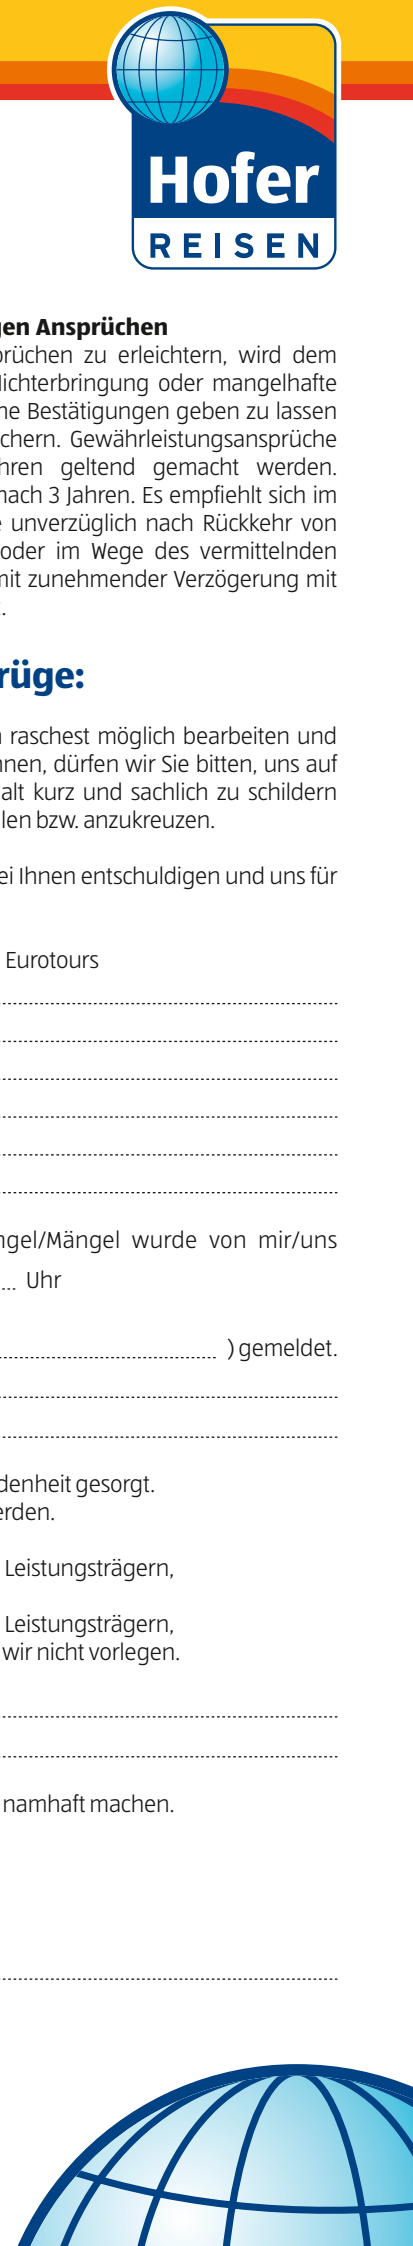 Hofer
REISEN
gen Ansprüchen
rüchen zu erleichtern, wird dem
Nichterbringung oder mangelhafte
he Bestätigungen geben zu lassen
chern. Gewährleistungsansprüche
hren geltend gemacht werden.
nach 3 Jahren. Es empfiehlt sich im
e unverzüglich nach Rückkehr von
oder im Wege des vermittelnden
mit zunehmender Verzögerung mit
.
rüge:
raschest möglich bearbeiten und
nnen, dürfen wir Sie bitten, uns auf
alt kurz und sachlich zu schildern
len bzw. anzukreuzen.
ei Ihnen entschuldigen und uns für
Eurotours
ngel/Mängel wurde von mir/uns
... Uhr
) gemeldet.
denheit gesorgt.
erden.
Leistungsträgern,
Leistungsträgern,
wir nicht vorlegen.
namhaft machen.